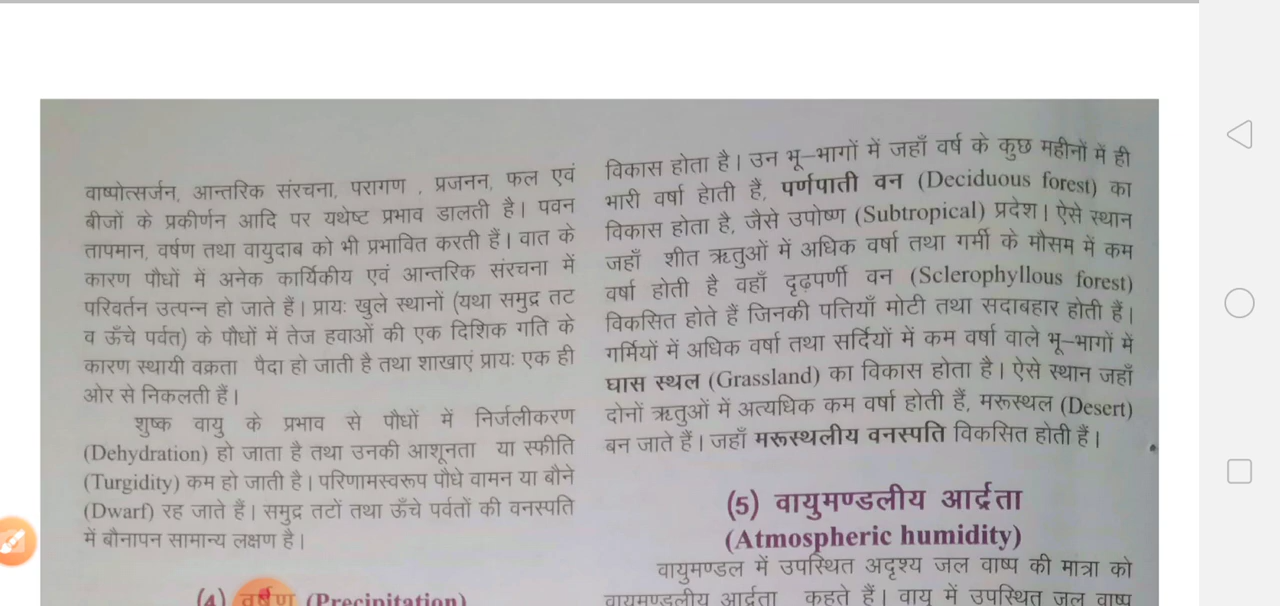 वाष्पोत्सर्जन, आन्तरिक संरचना, परागण , प्रजनन, फल एवं
बीजों के प्रकीर्णन आदि पर यथेष्ट प्रभाव डालती है। पवन
तापमान, वर्षण तथा वायुदाब को भी प्रभावित करती हैं। वात के
कारण पौधों में अनेक कार्यिकीय एवं आन्तरिक संरचना में
परिवर्तन उत्पन्न हो जाते हैं। प्रायः खुले स्थानों (यथा समुद्र तट
व ऊँचे पर्वत) के पौधों में तेज हवाओं की एक दिशिक गति के
कारण स्थायी वक्रता पैदा हो जाती है तथा शाखाएं प्रायः एक ही
ओर से निकलती हैं।
शुष्क वायु के प्रभाव से पौधों में निर्जलीकरण
(Dehydration) हो जाता है तथा उनकी आशूनता या स्फीति
(Turgidity) कम हो जाती है। परिणामस्वरूप पौधे वामन या बौने
(Dwarf) रह जाते हैं। समुद्र तटों तथा ऊँचे पर्वतों की वनस्पति
में बौनापन सामान्य लक्षण है।
(4) वर्षण (Precipitation)
विकास होता है। उन भू–भागों में जहाँ वर्ष के कुछ महीनों में ही
भारी वर्षा हेाती हैं, पर्णपाती वन (Deciduous forest) का
विकास होता है, जैसे उपोष्ण (Subtropical) प्रदेश। ऐसे स्थान
जहाँ शीत ऋतुओं में अधिक वर्षा तथा गर्मी के मौसम में कम
वर्षा होती है वहाँ दृढ़पर्णी वन (Sclerophyllous forest)
विकसित होते हैं जिनकी पत्तियाँ मोटी तथा सदाबहार होती हैं।
गर्मियों में अधिक वर्षा तथा सर्दियों में कम वर्षा वाले भू–भागों में
घास स्थल (Grassland) का विकास होता है। ऐसे स्थान जहाँ
दोनों ऋतुओं में अत्यधिक कम वर्षा होती हैं, मरूस्थल (Desert)
बन जाते हैं। जहाँ मरूस्थलीय वनस्पति विकसित होती हैं।
(5) वायुमण्डलीय आर्द्रता
(Atmospheric humidity)
वायुमण्डल में उपस्थित अदृश्य जल वाष्प की मात्रा को
वायुमण्डलीय आर्द्रता कहते हैं। वायु में उपस्थित जल वाष्प